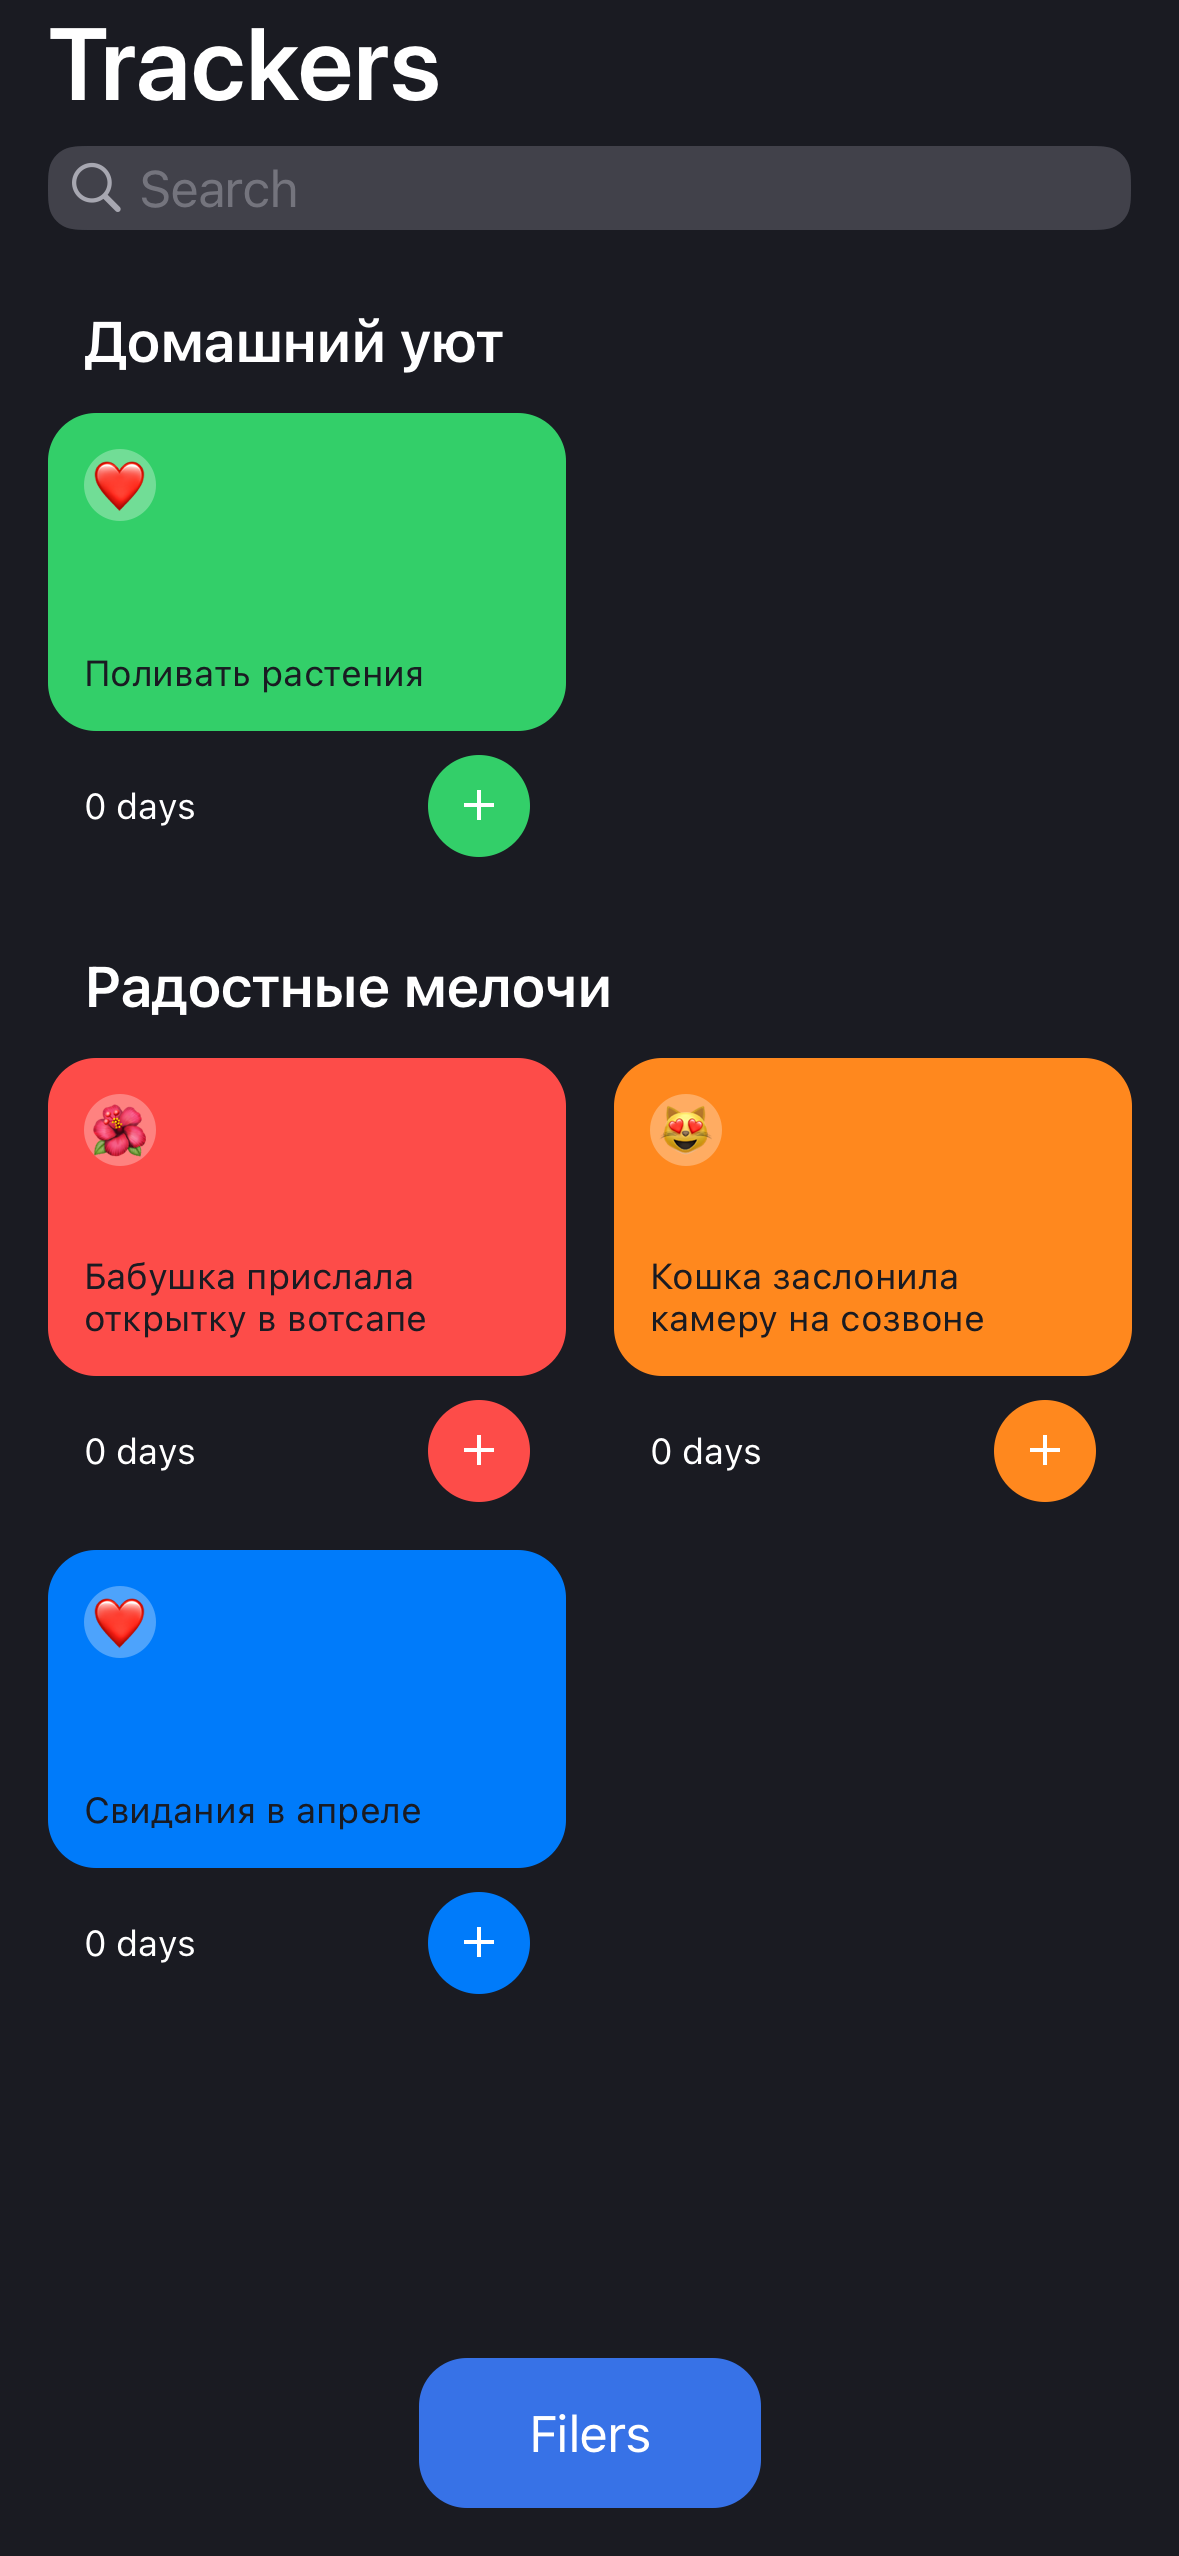 Trackers
Search
Домашний уют
Поливать растения
0 days
Радостные мелочи
Бабушка прислала
открытку в вотсапе
0 days
Кошка заслонила
камеру на созвоне
0 days
Свидания в апреле
0 days
Filers